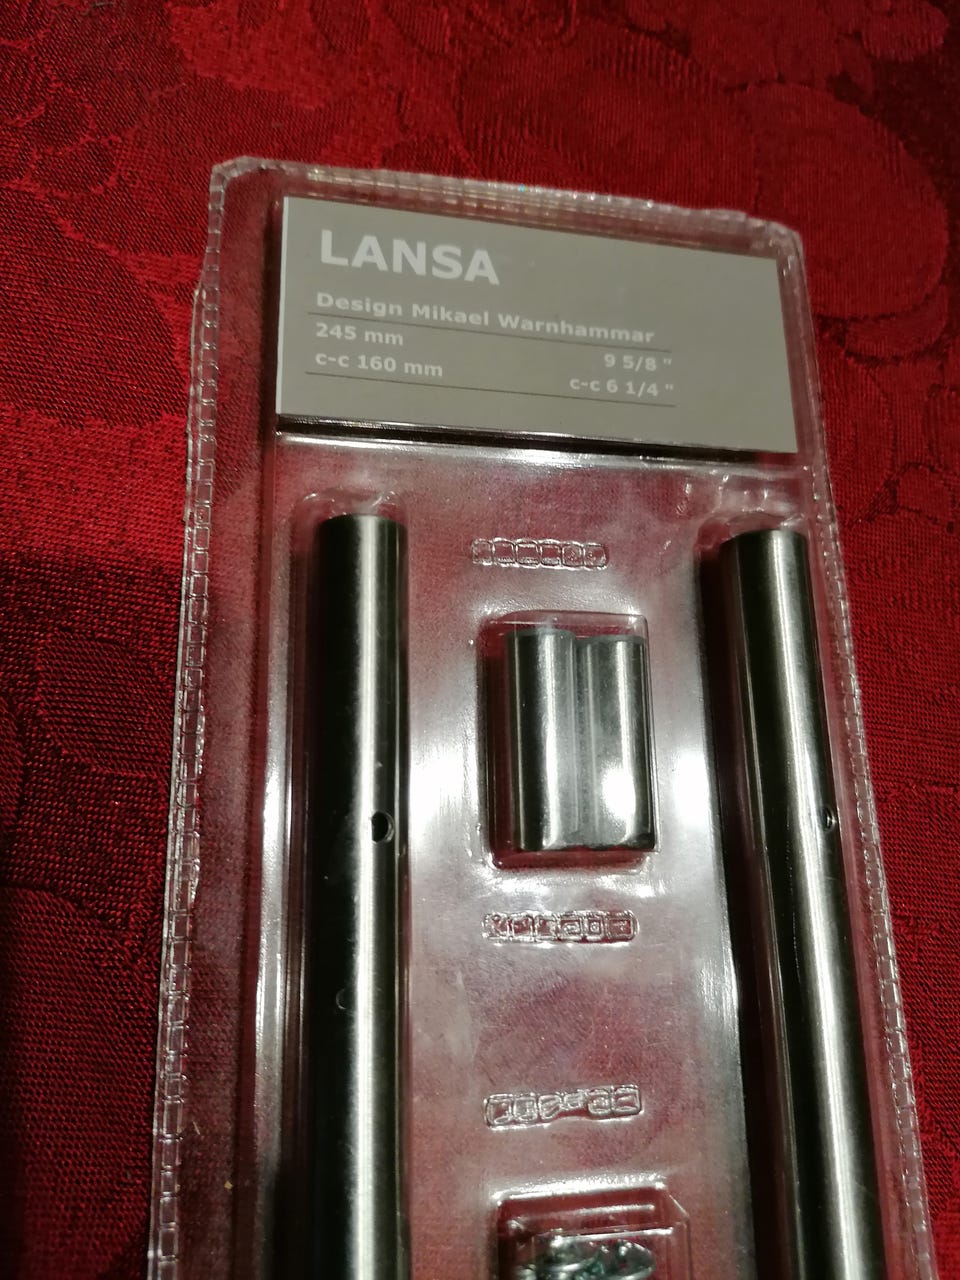 LANSA
Design Mikael Warnhammar
245 mm 9 5/8 "
c-c 160 mm c-c 6 1/4 "